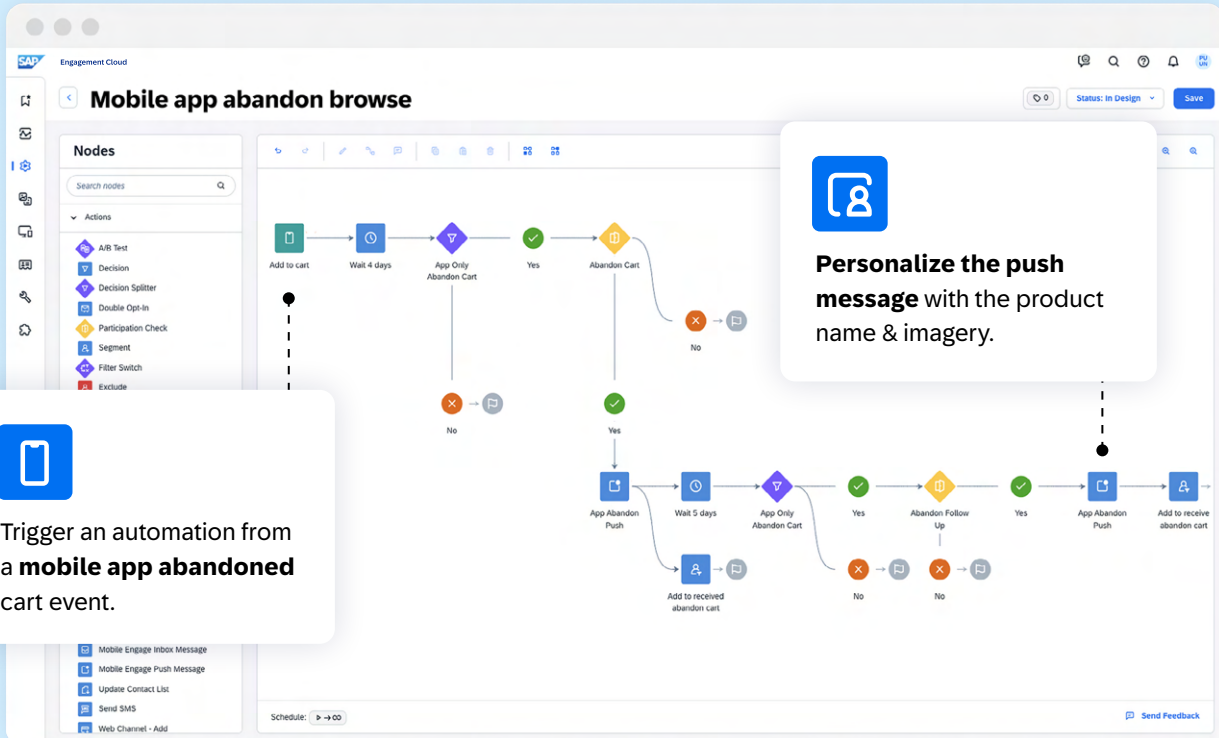 SAP
Engagement Cloud
PU
UN
Mobile app abandon browse
0
Status: In Design
Save
Nodes
Search nodes
Actions
A/B Test
Decision
Decision Splitter
Double Opt-In
Participation Check
Segment
Filter Switch
Exclude
Mobile Engage Inbox Message
Mobile Engage Push Message
Update Contact List
Send SMS
Web Channel - Add
Add to cart
Wait 4 days
App Only
Abandon Cart
Yes
Abandon Cart
No
No
Yes
App Abandon
Push
Wait 5 days
App Only
Abandon Cart
Yes
Abandon Follow
Up
Yes
App Abandon
Push
Add to receive
abandon cart
Add to received
abandon cart
No
No
Personalize the push
message with the product
name & imagery.
Trigger an automation from
a mobile app abandoned
cart event.
Schedule:
Send Feedback